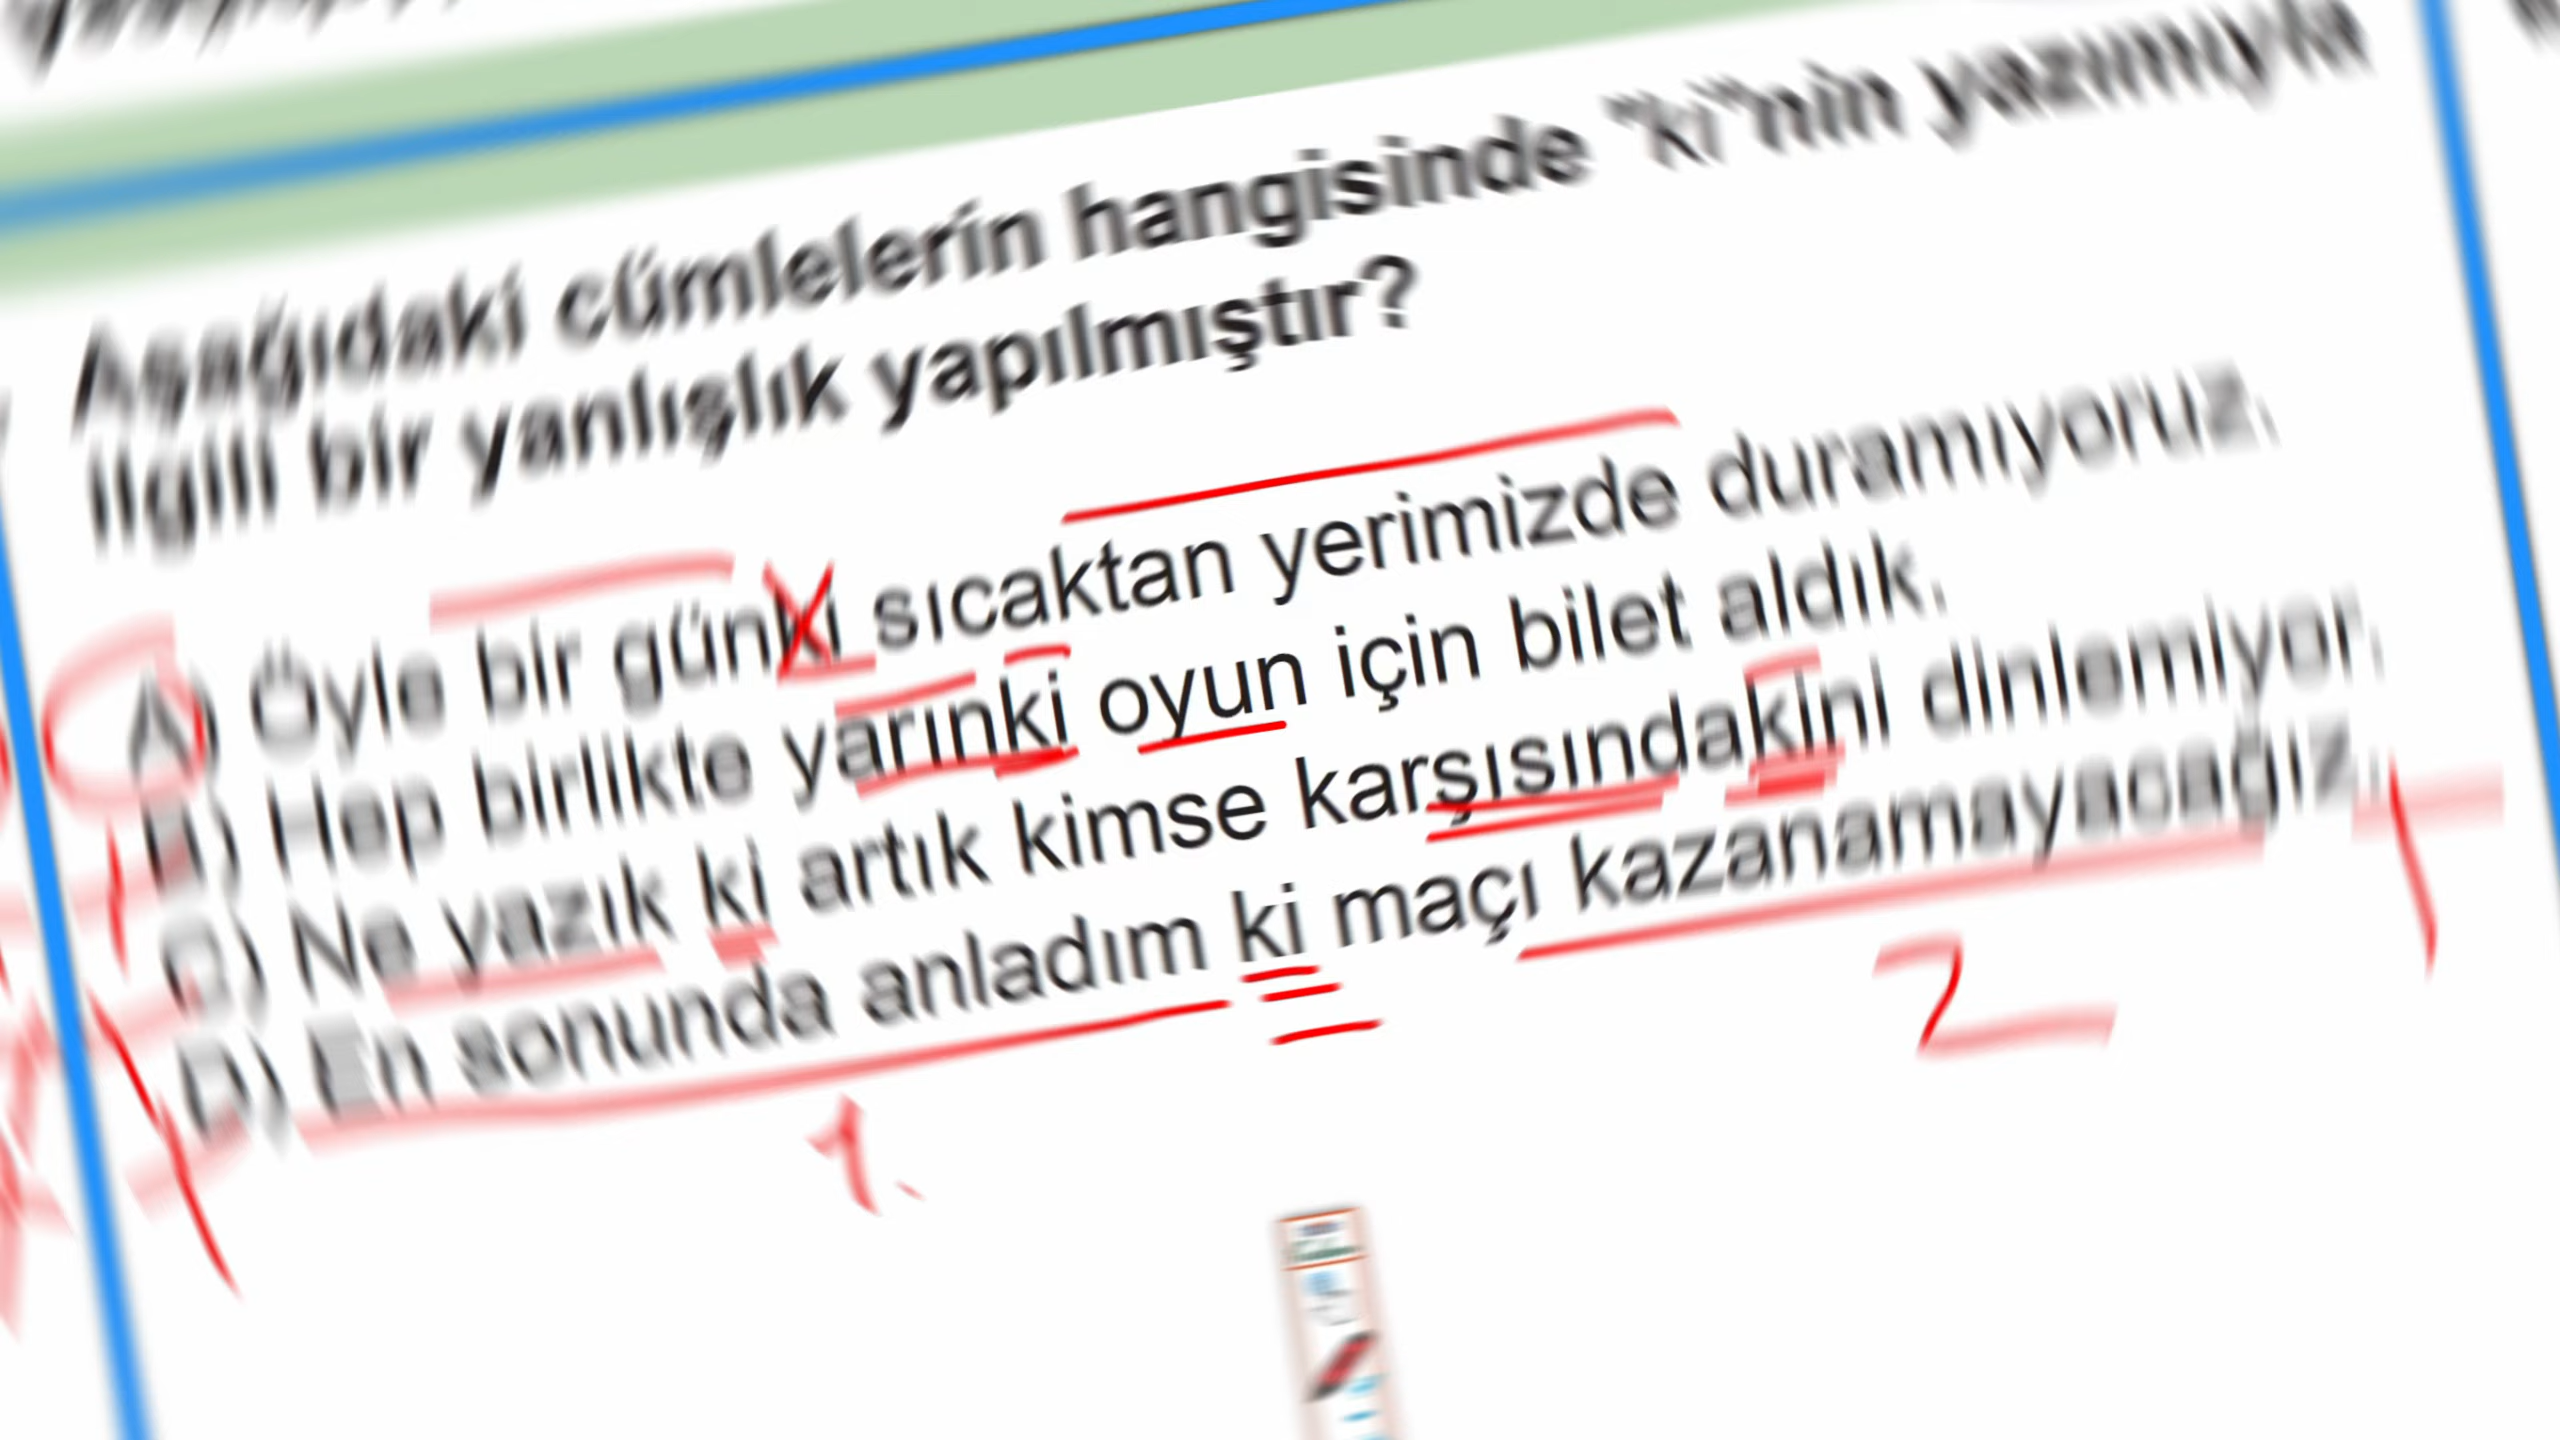 Aşağıdaki cümlelerin hangisinde "ki"nin yazımıyla
ilgili bir yanlışlık yapılmıştır?
A) Öyle bir günki sıcaktan yerimizde duramıyoruz.
B) Hep birlikte yarınki oyun için bilet aldık.
C) Ne yazık ki artık kimse karşısındakini dinlemiyor.
D) En sonunda anladım ki maçı kazanamayacağız.
1.
2